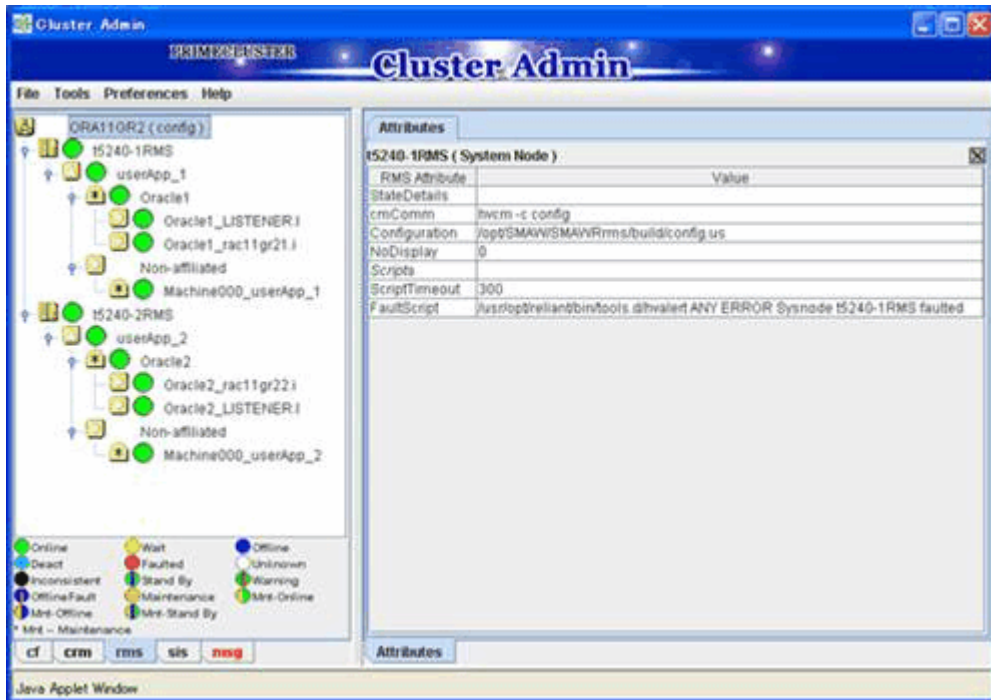 Cluster Admin
PRIMECLUSTER
Cluster Admin
File Tools Preferences Help
ORA11GR2 ( config )
t5240-1RMS
userApp_1
Oracle1
Oracle1_LISTENER.l
Oracle1_rac11gr21.i
Non-affiliated
Machine000_userApp_1
t5240-2RMS
userApp_2
Oracle2
Oracle2_rac11gr22.i
Oracle2_LISTENER.l
Non-affiliated
Machine000_userApp_2
Online Wait Offline
Deact Faulted Unknown
Inconsistent Stand By Warning
OfflineFault Maintenance Mnt-Online
Mnt-Offline Mnt-Stand By
* Mnt - Maintenance
cf crm rms sis msg
Attributes
t5240-1RMS ( System Node )
RMS Attribute Value
StateDetails
cmComm hvcm -c config
Configuration /opt/SMAW/SMAWRrms/build/config.us
NoDisplay 0
Scripts
ScriptTimeout 300
FaultScript /usr/opt/reliant/bin/tools.d/hvalert ANY ERROR Sysnode t5240-1RMS faulted
Attributes
Java Applet Window